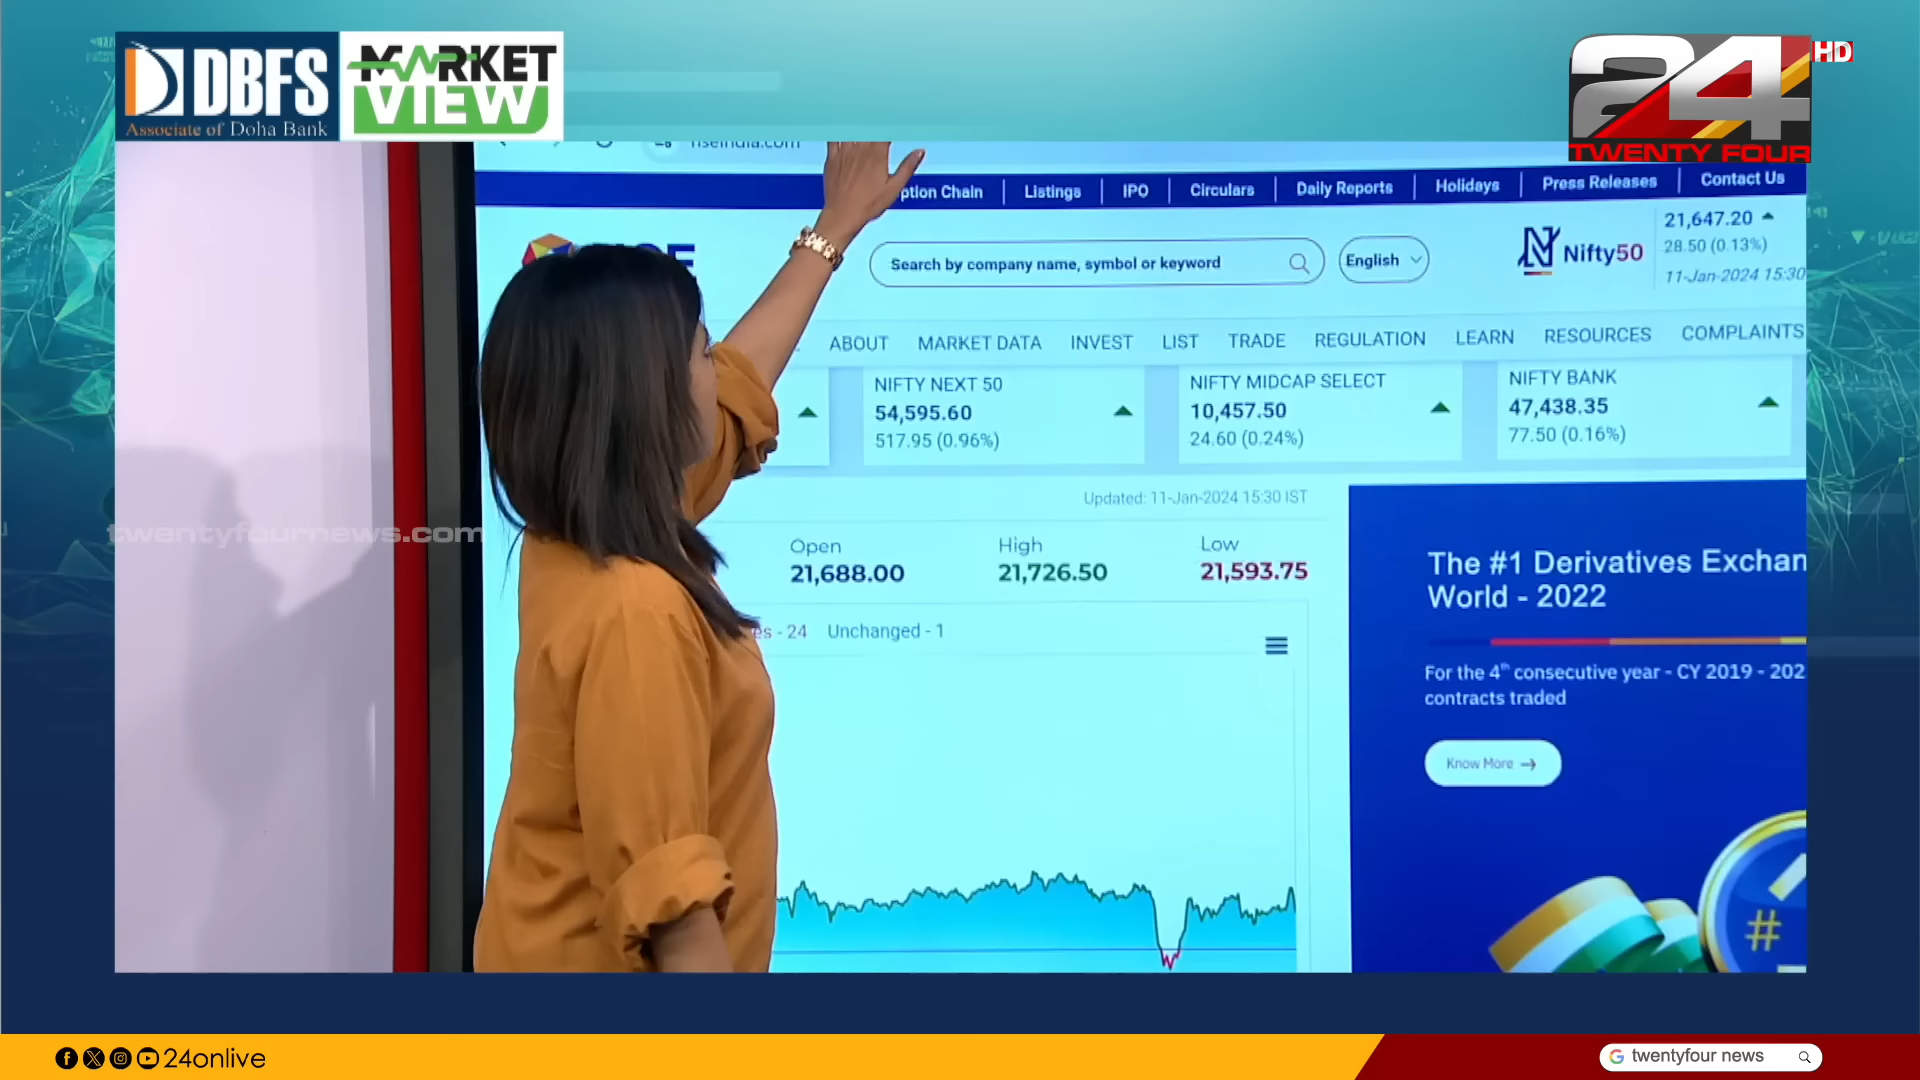 DBFS
Associate of Doha Bank
MARKET
VIEW
24
HD
TWENTY FOUR
nseindia.com
ption Chain
Listings
IPO
Circulars
Daily Reports
Holidays
Press Releases
Contact Us
Search by company name, symbol or keyword
English
Nifty50
21,647.20
28.50 (0.13%)
11-Jan-2024 15:30
ABOUT
MARKET DATA
INVEST
LIST
TRADE
REGULATION
LEARN
RESOURCES
COMPLAINTS
NIFTY NEXT 50
54,595.60
517.95 (0.96%)
NIFTY MIDCAP SELECT
10,457.50
24.60 (0.24%)
NIFTY BANK
47,438.35
77.50 (0.16%)
Updated: 11-Jan-2024 15:30 IST
Open
21,688.00
High
21,726.50
Low
21,593.75
es - 24
Unchanged - 1
The #1 Derivatives Exchan
World - 2022
For the 4th consecutive year - CY 2019 - 202
contracts traded
Know More →
#
twentyfournews.com
24onlive
twentyfour news